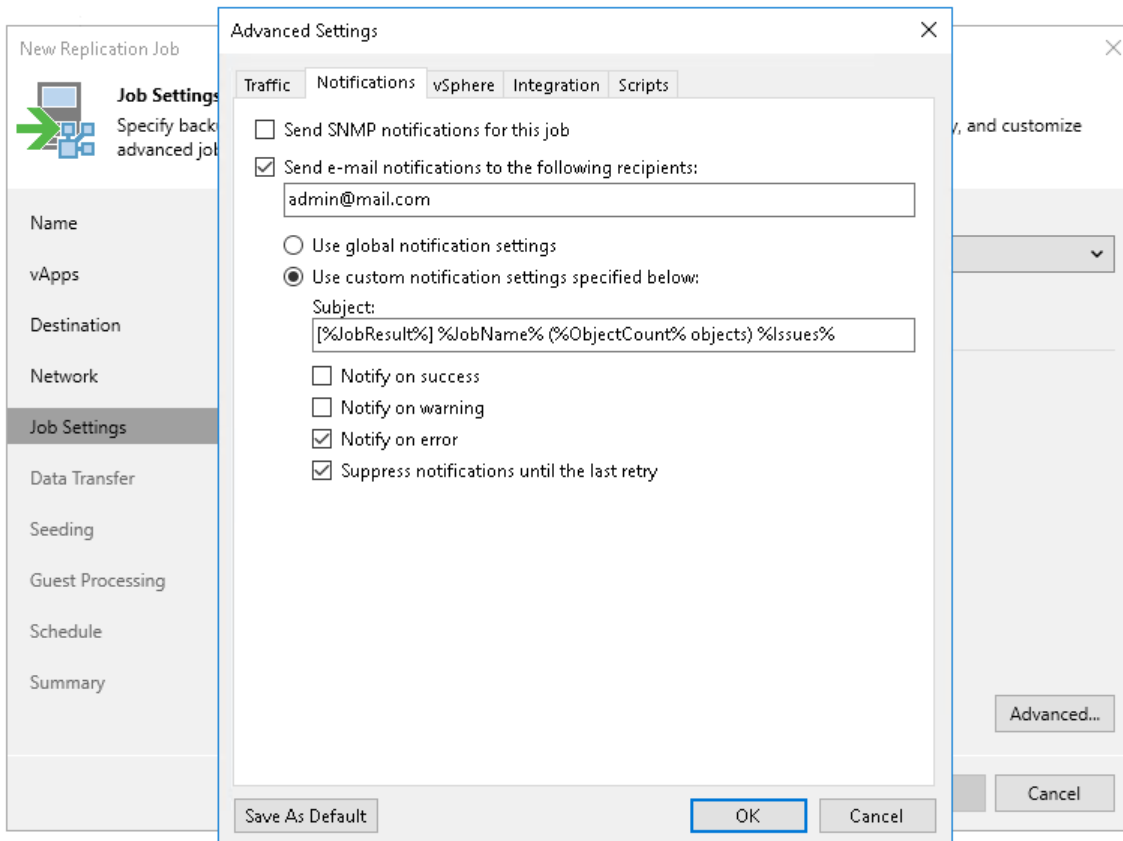 New Replication Job
Job Settings
Specify back
y, and customize
advanced job
Name
vApps
Destination
Network
Job Settings
Data Transfer
Seeding
Guest Processing
Schedule
Summary
Advanced...
Cancel
Advanced Settings
Traffic Notifications vSphere Integration Scripts
Send SNMP notifications for this job
Send e-mail notifications to the following recipients:
admin@mail.com
Use global notification settings
Use custom notification settings specified below:
Subject:
[%JobResult%] %JobName% (%ObjectCount% objects) %Issues%
Notify on success
Notify on warning
Notify on error
Suppress notifications until the last retry
Save As Default OK Cancel